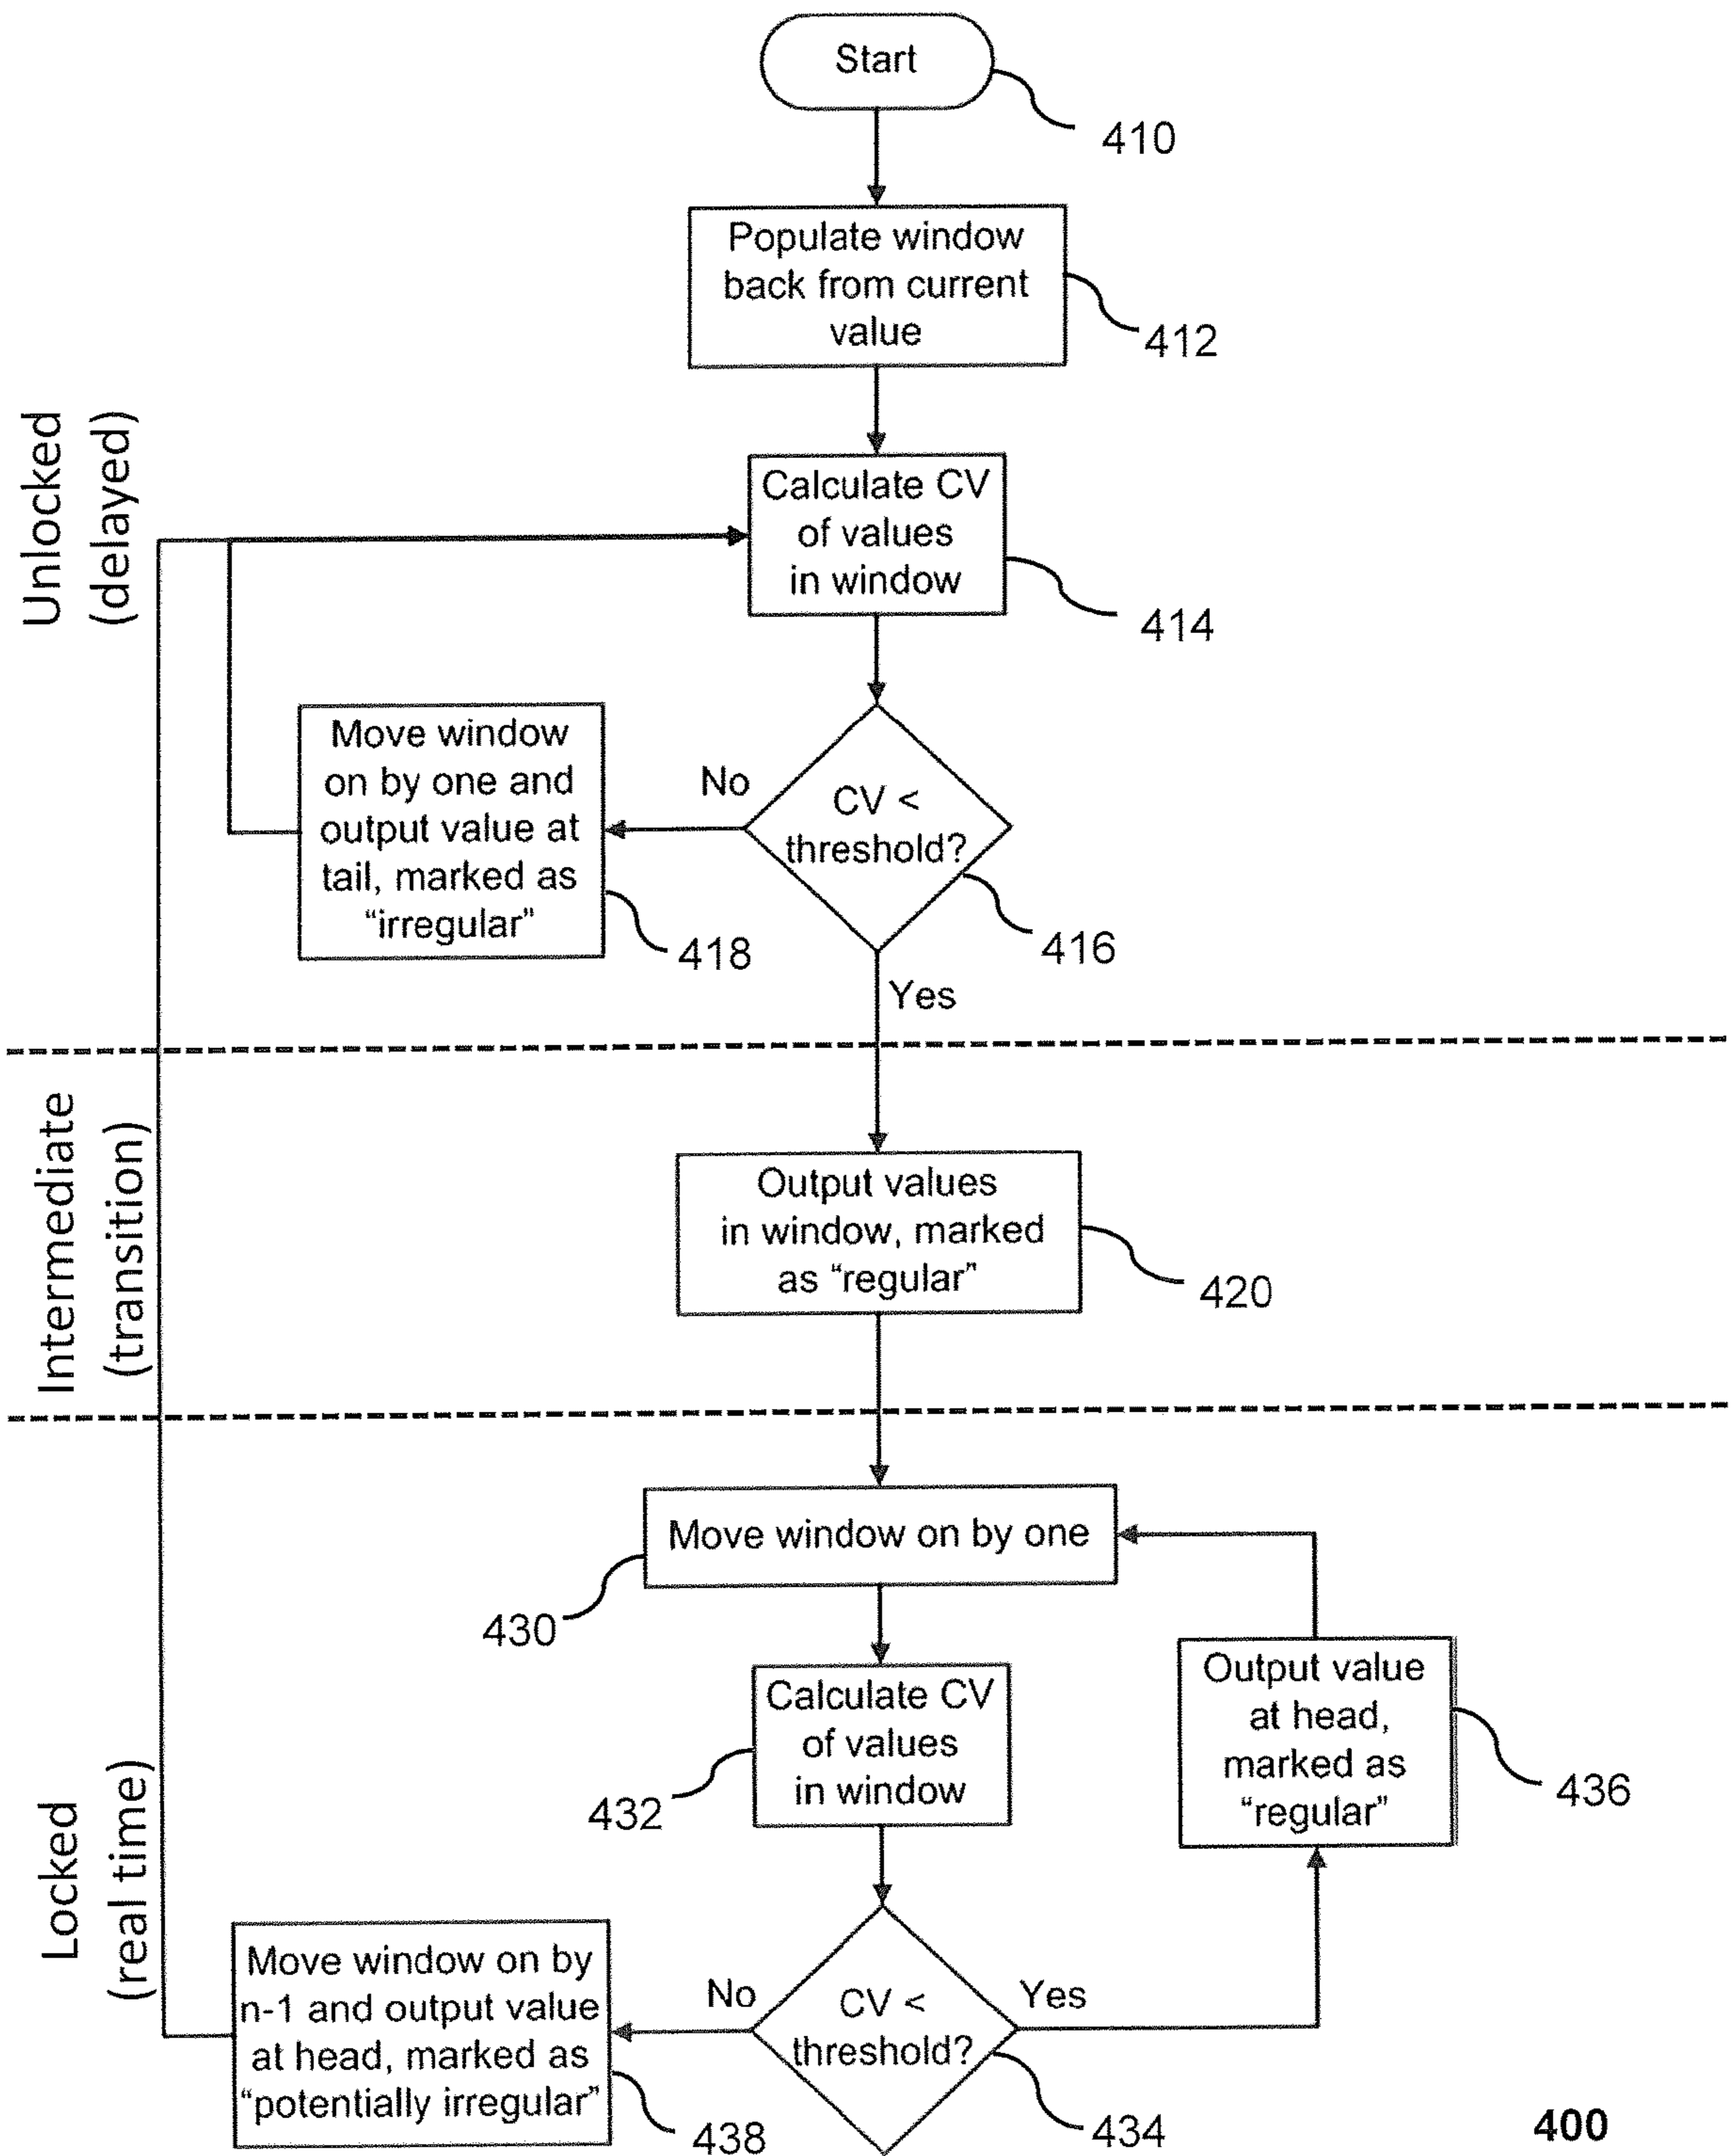 Start
410
Populate window
back from current
value
412
Unlocked
(delayed)
Calculate CV
of values
in window
414
Move window
on by one and
output value at
tail, marked as
“irregular”
418
No
CV <
threshold?
416
Yes
Intermediate
(transition)
Output values
in window, marked
as “regular”
420
Locked
(real time)
Move window on by one
430
Calculate CV
of values
in window
432
Output value
at head,
marked as
“regular”
436
Move window on by
n-1 and output value
at head, marked as
“potentially irregular”
438
No
CV <
threshold?
Yes
434
400